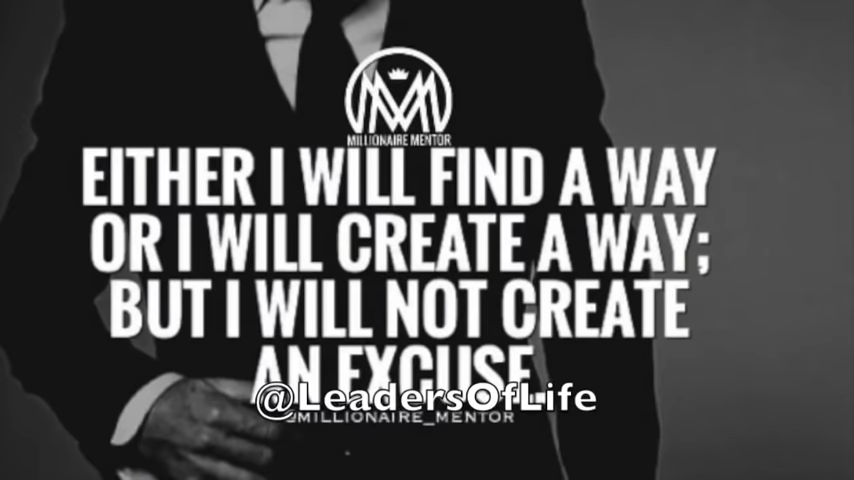 MILLIONAIRE MENTOR
EITHER I WILL FIND A WAY
OR I WILL CREATE A WAY;
BUT I WILL NOT CREATE
AN EXCUSE.
@LeadersOfLife
@MILLIONAIRE_MENTOR